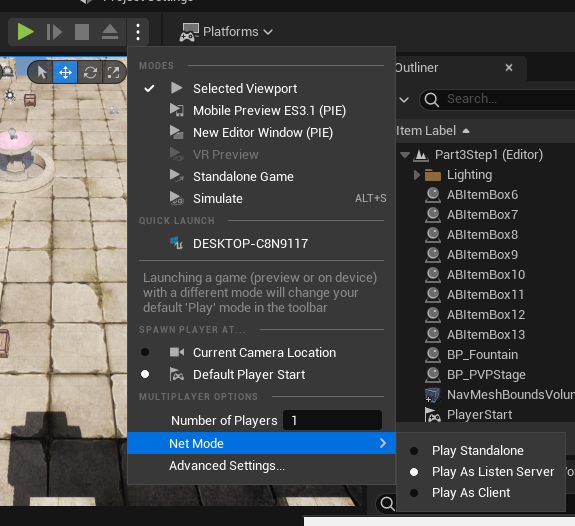 Project Settings
Platforms
MODES
Selected Viewport
Mobile Preview ES3.1 (PIE)
New Editor Window (PIE)
VR Preview
Standalone Game
Simulate ALT+S
QUICK LAUNCH
DESKTOP-C8N9117
Launching a game (preview or on device)
with a different mode will change your
default 'Play' mode in the toolbar
SPAWN PLAYER AT...
Current Camera Location
Default Player Start
MULTIPLAYER OPTIONS
Number of Players 1
Net Mode
Advanced Settings...
Outliner
Search...
Item Label
Part3Step1 (Editor)
Lighting
ABItemBox6
ABItemBox7
ABItemBox8
ABItemBox9
ABItemBox10
ABItemBox11
ABItemBox12
ABItemBox13
BP_Fountain
BP_PVPStage
NavMeshBoundsVolum
PlayerStart
Play Standalone
Play As Listen Server
Play As Client